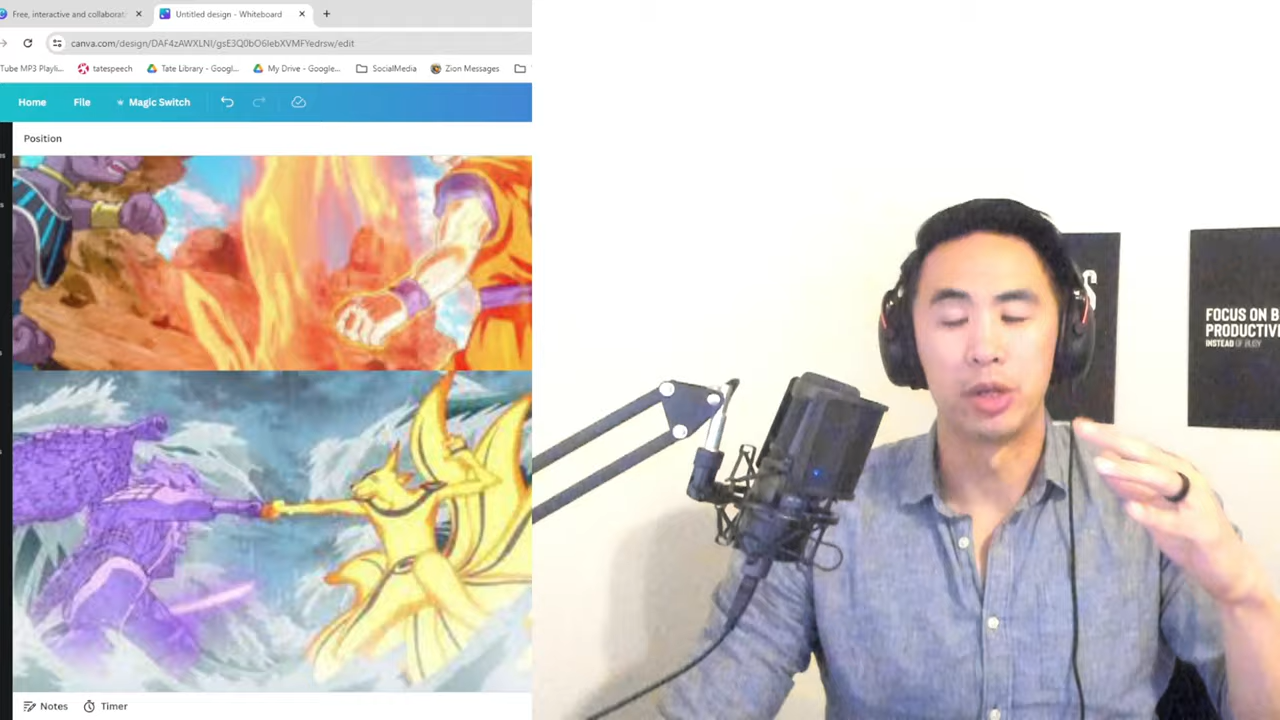 Free, interactive and collaborat
Untitled design - Whiteboard
canva.com/design/DAF4zAWXLNI/gsE3Q0bO6IebXVMFYedrsw/edit
Tube MP3 Playli...
tatespeech
Tate Library - Googl...
My Drive - Google...
SocialMedia
Zion Messages
Home
File
Magic Switch
Position
FOCUS ON B
PRODUCTIV
INSTEAD OF BUSY
Notes
Timer